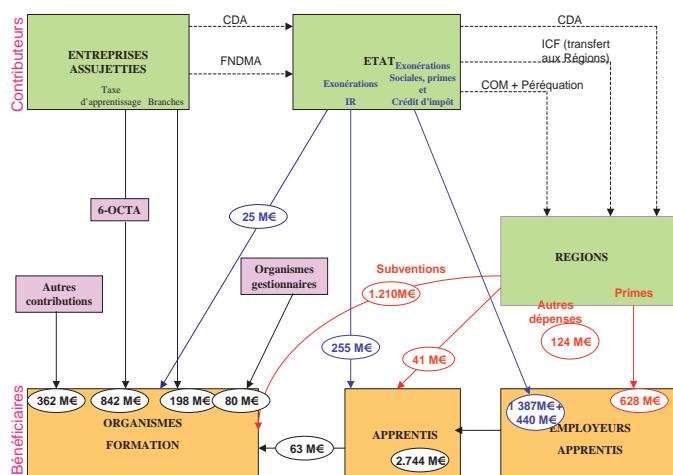 Contributeurs
ENTREPRISES
ASSUJETTIES
Taxe
d'apprentissage
Branches
CDA
FNDMA
ETAT
Exonérations
IR
Exonérations
Sociales, primes
et
Crédit d'impôt
CDA
ICF (transfert
aux Régions)
COM + Péréquation
6-OCTA
25 M€
Autres
contributions
Organismes
gestionnaires
REGIONS
Subventions
1.210M€
Autres
dépenses
124 M€
Primes
255 M€
41 M€
Bénéficiaires
362 M€
842 M€
198 M€
80 M€
ORGANISMES
FORMATION
63 M€
APPRENTIS
2.744 M€
1 387M€+
440 M€
628 M€
EMPLOYEURS
APPRENTIS